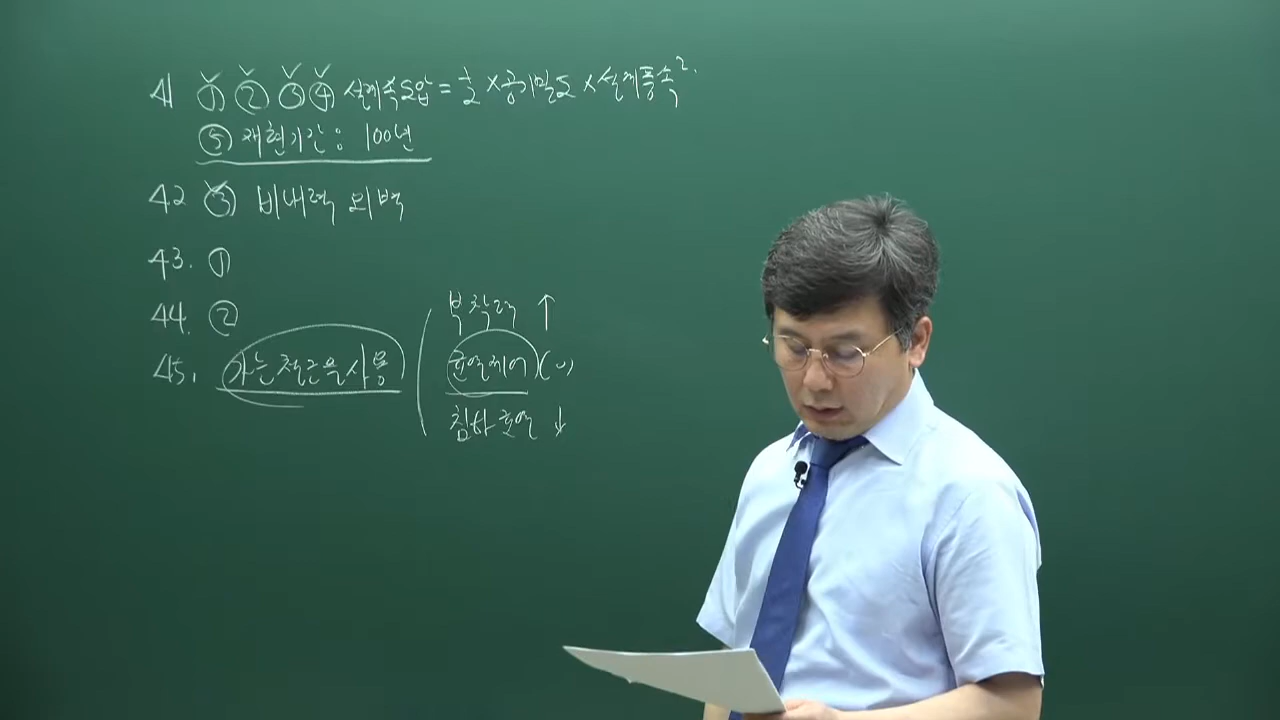 41 ① ② ③ ④ 설계속도압 = 1/2 × 공기밀도 × 설계풍속².
⑤ 재현기간 : 100년
42 ③ 비내력 외벽
43. ①
44. ②
45. 가는 철근을 사용
부착력 ↑
균열제어 (∪)
침하균열 ↓